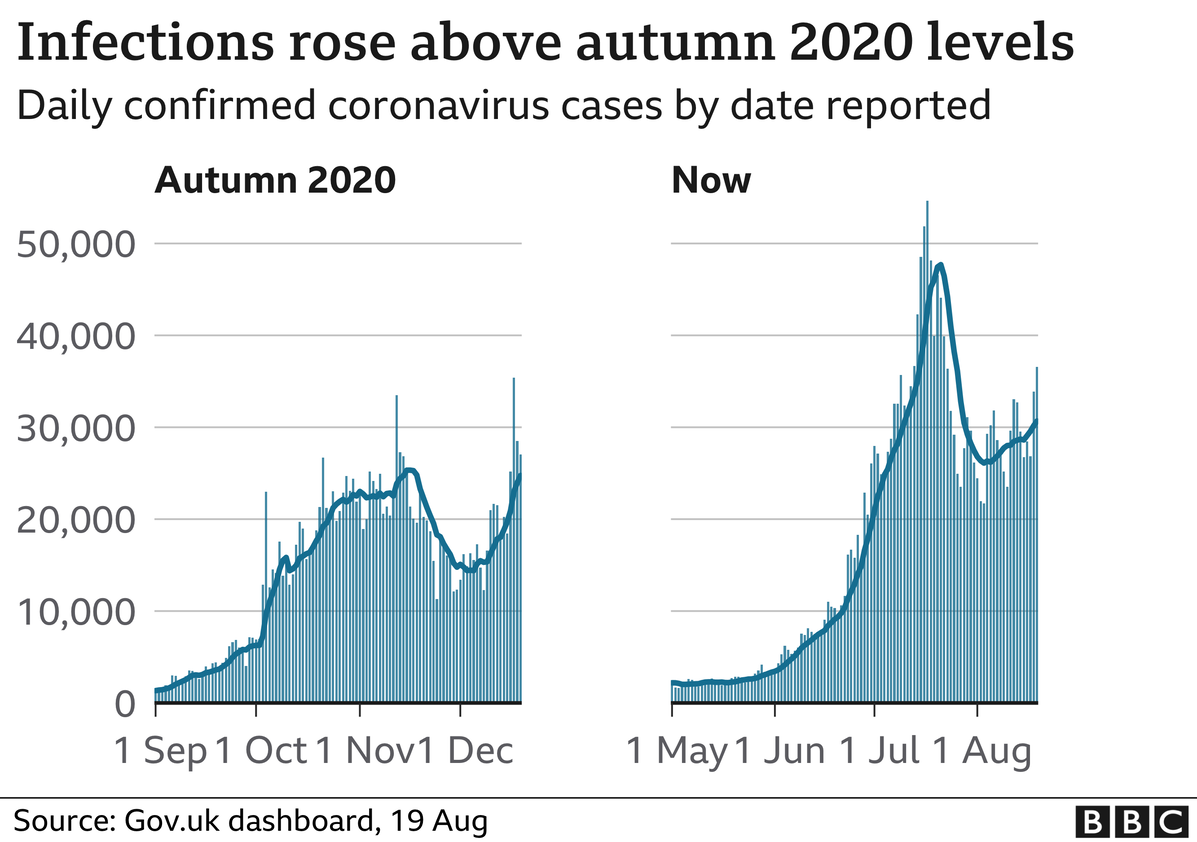 Infections rose above autumn 2020 levels
Daily confirmed coronavirus cases by date reported
Autumn 2020
Now
50,000
40,000
30,000
20,000
10,000
0
1 Sep 1 Oct 1 Nov 1 Dec
1 May 1 Jun 1 Jul 1 Aug
Source: Gov.uk dashboard, 19 Aug
BBC